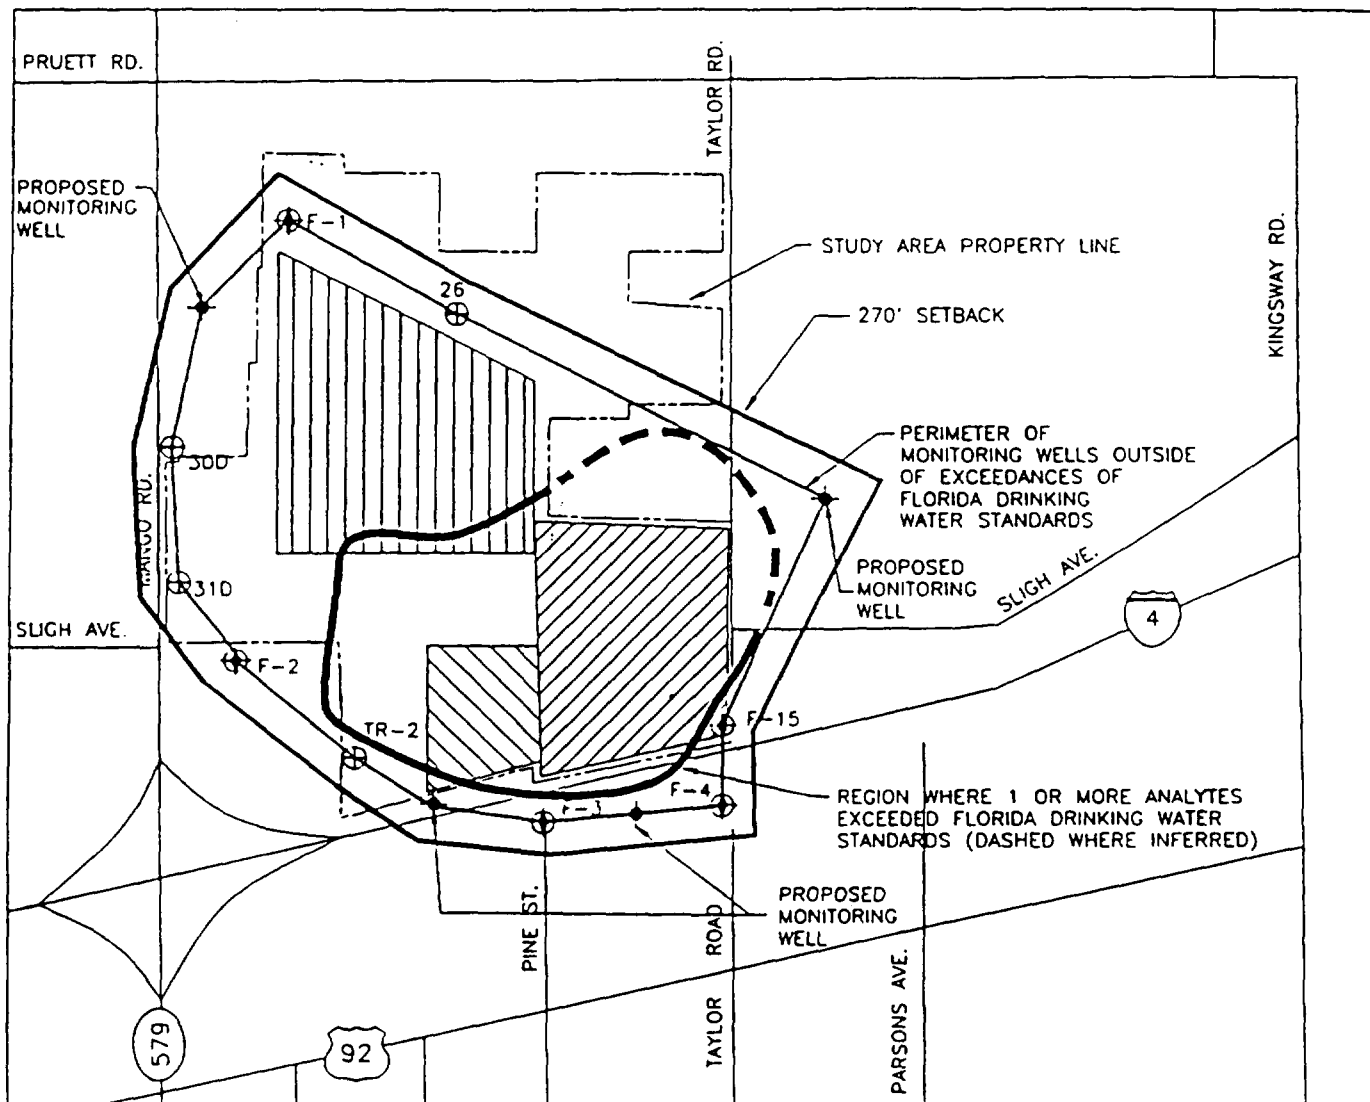 PRUETT RD.
TAYLOR RD.
PROPOSED
MONITORING
WELL
F-1
STUDY AREA PROPERTY LINE
KINGSWAY RD.
26
270' SETBACK
PERIMETER OF
MONITORING WELLS OUTSIDE
OF EXCEEDANCES OF
FLORIDA DRINKING
WATER STANDARDS
30D
RD.
PROPOSED
MONITORING
WELL
SLIGH AVE.
31D
4
SLIGH AVE.
F-2
TR-2
F-15
F-4
F-3
REGION WHERE 1 OR MORE ANALYTES
EXCEEDED FLORIDA DRINKING WATER
STANDARDS (DASHED WHERE INFERRED)
PROPOSED
MONITORING
WELL
PINE ST.
TAYLOR ROAD
PARSONS AVE.
579
92